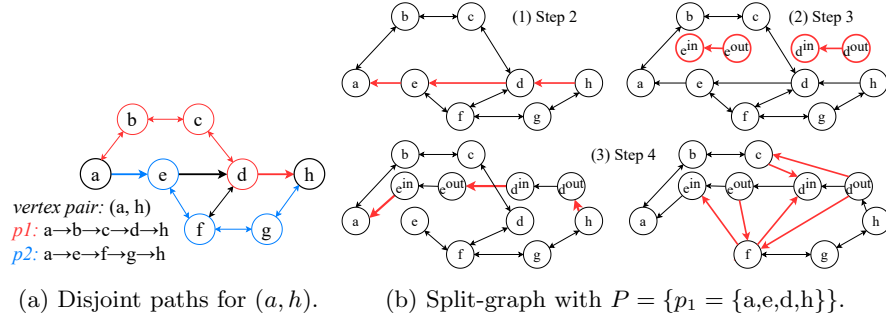 b
c
a
e
d
h
f
g
vertex pair: (a, h)
p1: a→b→c→d→h
p2: a→e→f→g→h
(a) Disjoint paths for (a, h).
(1) Step 2
b
c
a
e
d
h
f
g
(2) Step 3
b
c
e^in
e^out
d^in
d^out
a
e
d
h
f
g
(3) Step 4
b
c
e^in
e^out
d^in
d^out
a
e
d
h
f
g
b
c
e^in
e^out
d^in
d^out
a
h
f
g
(b) Split-graph with P = {p₁ = {a,e,d,h}}.